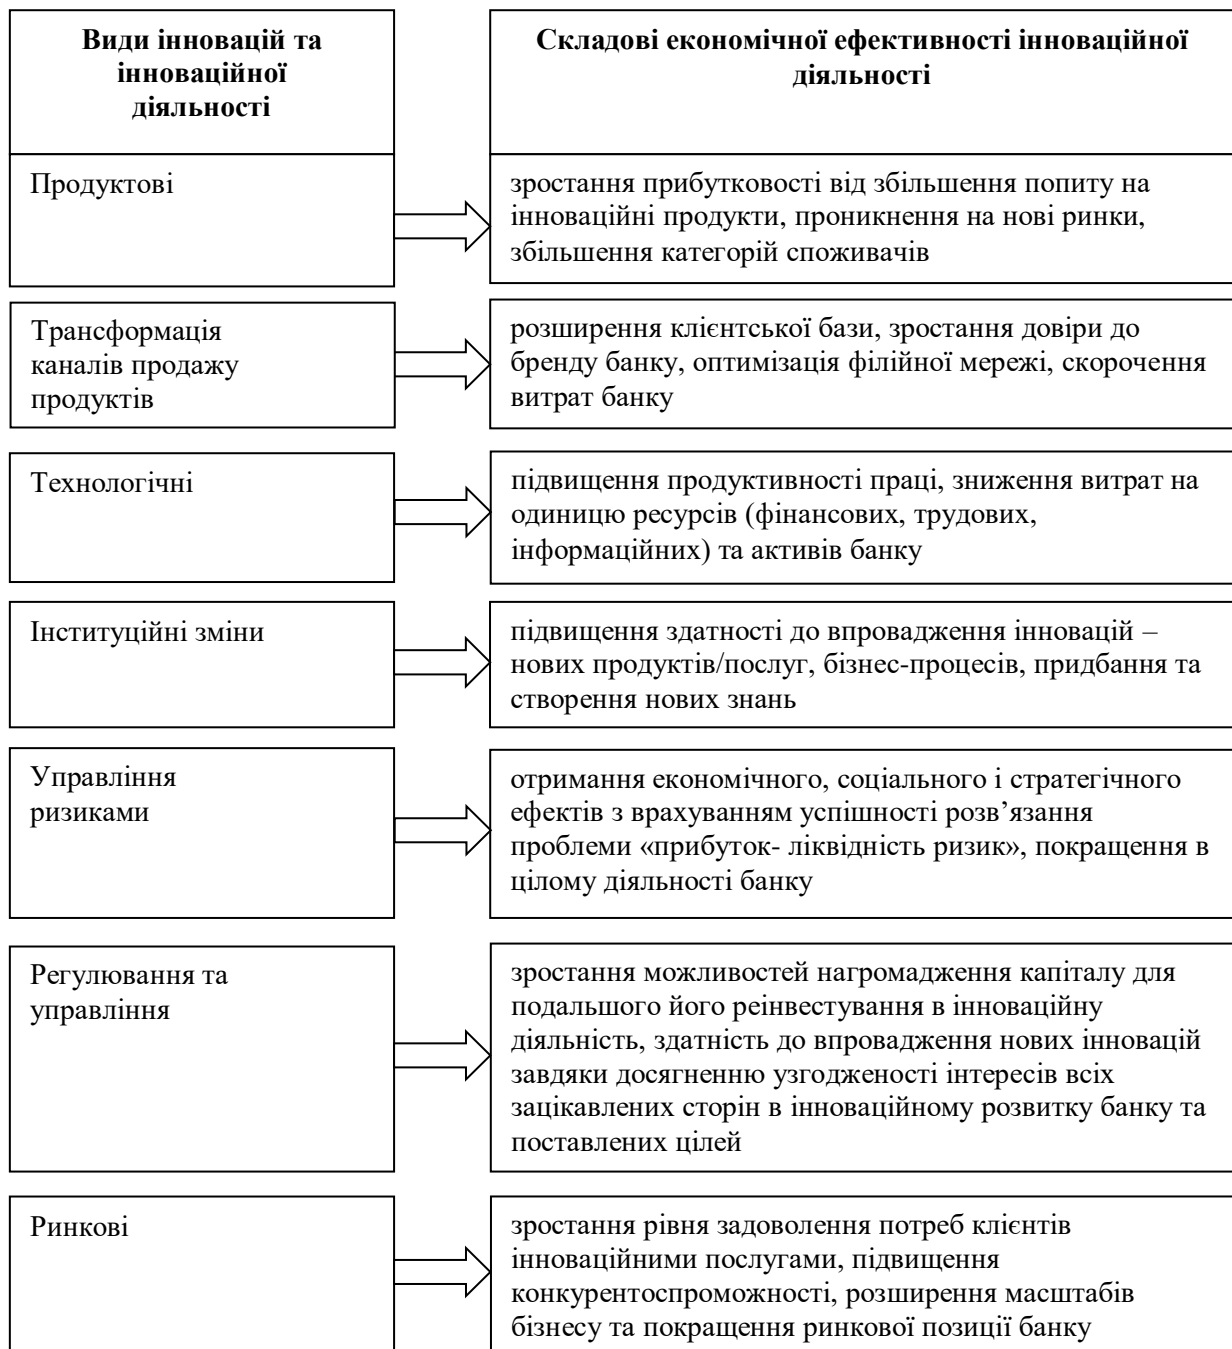 Види інновацій та
інноваційної
діяльності
Складові економічної ефективності інноваційної
діяльності
Продуктові
зростання прибутковості від збільшення попиту на
інноваційні продукти, проникнення на нові ринки,
збільшення категорій споживачів
Трансформація
каналів продажу
продуктів
розширення клієнтської бази, зростання довіри до
бренду банку, оптимізація філійної мережі, скорочення
витрат банку
Технологічні
підвищення продуктивності праці, зниження витрат на
одиницю ресурсів (фінансових, трудових,
інформаційних) та активів банку
Інституційні зміни
підвищення здатності до впровадження інновацій –
нових продуктів/послуг, бізнес-процесів, придбання та
створення нових знань
Управління
ризиками
отримання економічного, соціального і стратегічного
ефектів з врахуванням успішності розв’язання
проблеми «прибуток- ліквідність ризик», покращення в
цілому діяльності банку
Регулювання та
управління
зростання можливостей нагромадження капіталу для
подальшого його реінвестування в інноваційну
діяльність, здатність до впровадження нових інновацій
завдяки досягненню узгодженості інтересів всіх
зацікавлених сторін в інноваційному розвитку банку та
поставлених цілей
Ринкові
зростання рівня задоволення потреб клієнтів
інноваційними послугами, підвищення
конкурентоспроможності, розширення масштабів
бізнесу та покращення ринкової позиції банку